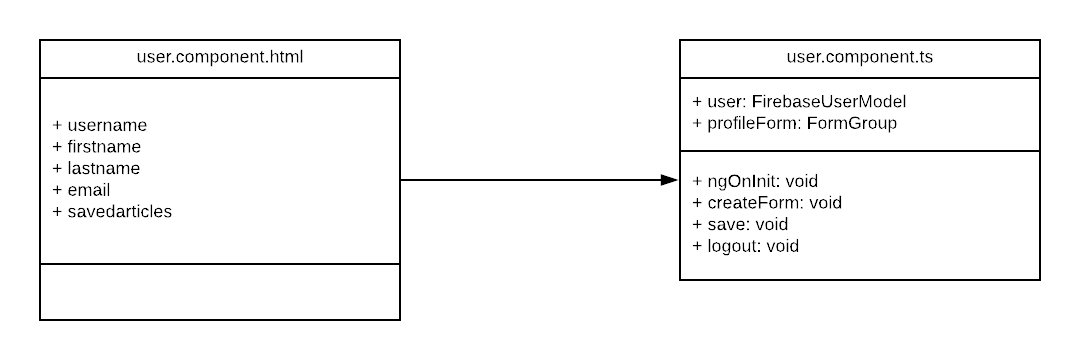 user.component.html
+ username
+ firstname
+ lastname
+ email
+ savedarticles
user.component.ts
+ user: FirebaseUserModel
+ profileForm: FormGroup
+ ngOnInit: void
+ createForm: void
+ save: void
+ logout: void